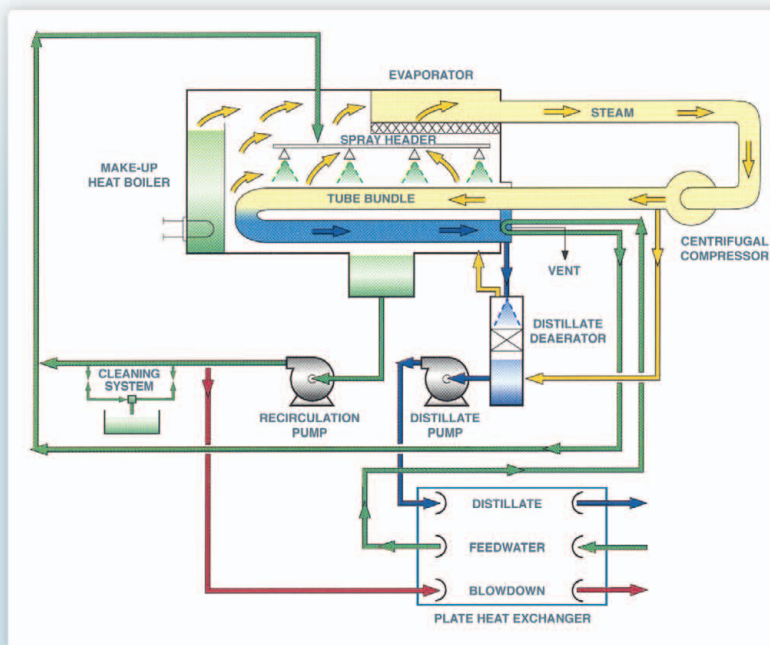 EVAPORATOR
STEAM
SPRAY HEADER
MAKE-UP
HEAT BOILER
TUBE BUNDLE
CENTRIFUGAL
COMPRESSOR
VENT
DISTILLATE
DEAERATOR
CLEANING
SYSTEM
RECIRCULATION
PUMP
DISTILLATE
PUMP
DISTILLATE
FEEDWATER
BLOWDOWN
PLATE HEAT EXCHANGER